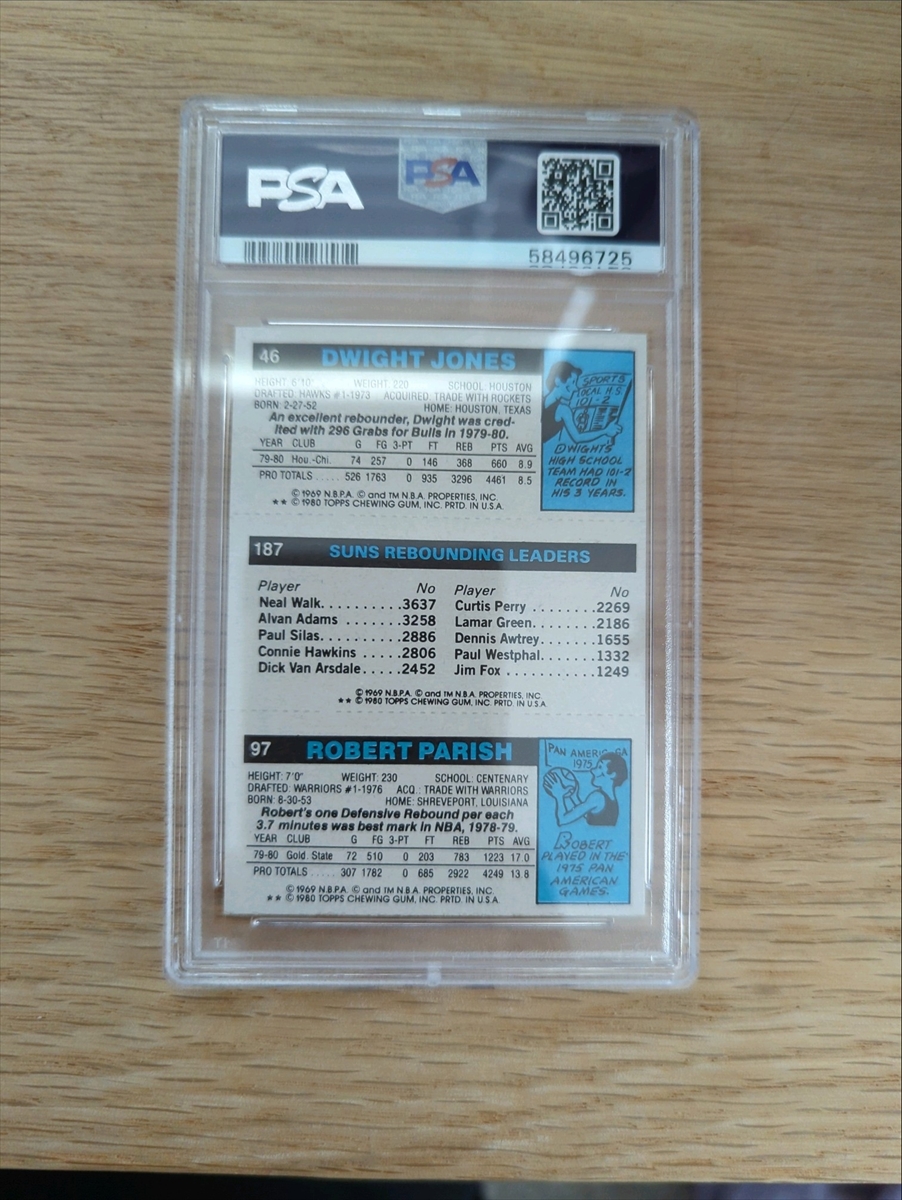 PSA
PSA
58496725
46 DWIGHT JONES
HEIGHT: 6'10" WEIGHT: 220 SCHOOL: HOUSTON
DRAFTED: HAWKS #1-1973 ACQUIRED: TRADE WITH ROCKETS
BORN: 2-27-52 HOME: HOUSTON, TEXAS
An excellent rebounder, Dwight was cred-
ited with 296 Grabs for Bulls in 1979-80.
YEAR CLUB G FG 3-PT FT REB PTS AVG
79-80 Hou.-Chi. 74 257 0 146 368 660 8.9
PRO TOTALS ..... 526 1763 0 935 3296 4461 8.5
© 1969 N.B.P.A. © and TM N.B.A. PROPERTIES, INC.
★★ © 1980 TOPPS CHEWING GUM, INC. PRTD. IN U.S.A.
SPORTS
LOCAL H.S.
101-2
DWIGHT'S
HIGH SCHOOL
TEAM HAD 101-2
RECORD IN
HIS 3 YEARS.
187 SUNS REBOUNDING LEADERS
Player No Player No
Neal Walk..........3637 Curtis Perry ........2269
Alvan Adams ......3258 Lamar Green......2186
Paul Silas..........2886 Dennis Awtrey......1655
Connie Hawkins ....2806 Paul Westphal......1332
Dick Van Arsdale.....2452 Jim Fox ...........1249
© 1969 N.B.P.A. © and TM N.B.A. PROPERTIES, INC.
★★ © 1980 TOPPS CHEWING GUM, INC. PRTD. IN U.S.A.
97 ROBERT PARISH
HEIGHT: 7'0" WEIGHT: 230 SCHOOL: CENTENARY
DRAFTED: WARRIORS #1-1976 ACQ.: TRADE WITH WARRIORS
BORN: 8-30-53 HOME: SHREVEPORT, LOUISIANA
Robert's one Defensive Rebound per each
3.7 minutes was best mark in NBA, 1978-79.
YEAR CLUB G FG 3-PT FT REB PTS AVG
79-80 Gold. State 72 510 0 203 783 1223 17.0
PRO TOTALS ..... 307 1782 0 685 2922 4249 13.8
© 1969 N.B.P.A. © and TM N.B.A. PROPERTIES, INC.
★★ © 1980 TOPPS CHEWING GUM, INC. PRTD. IN U.S.A.
PAN AMERIC GA
1975
ROBERT
PLAYED IN THE
1975 PAN
AMERICAN
GAMES.